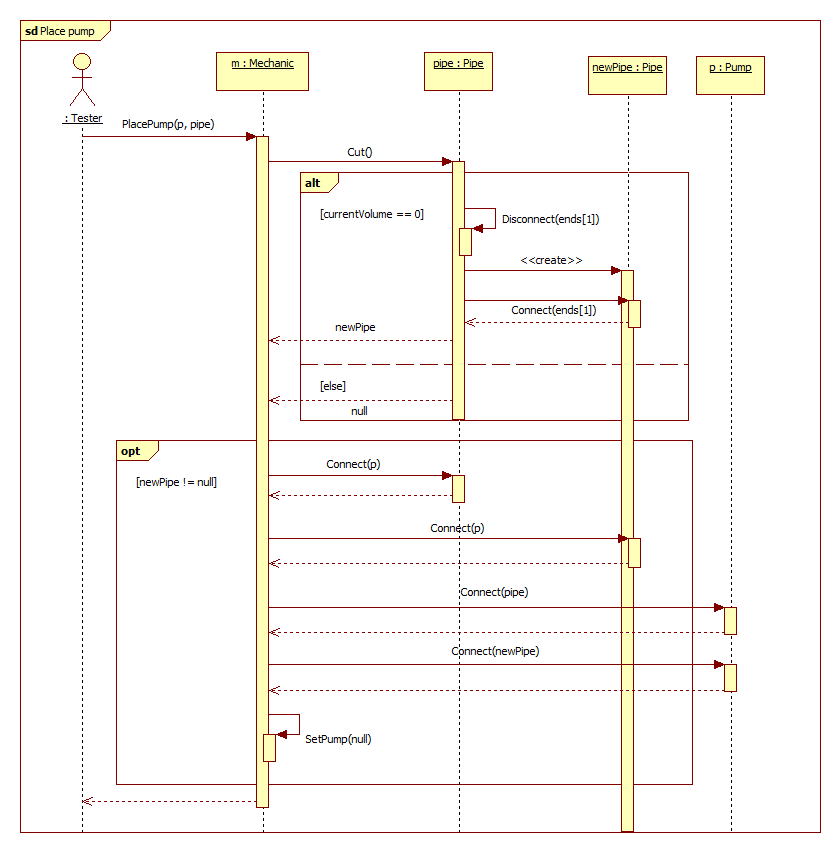 sd Place pump
m : Mechanic
pipe : Pipe
newPipe : Pipe
p : Pump
: Tester
PlacePump(p, pipe)
Cut()
alt
[currentVolume == 0]
Disconnect(ends[1])
<<create>>
Connect(ends[1])
newPipe
[else]
null
opt
Connect(p)
[newPipe != null]
Connect(p)
Connect(pipe)
Connect(newPipe)
SetPump(null)